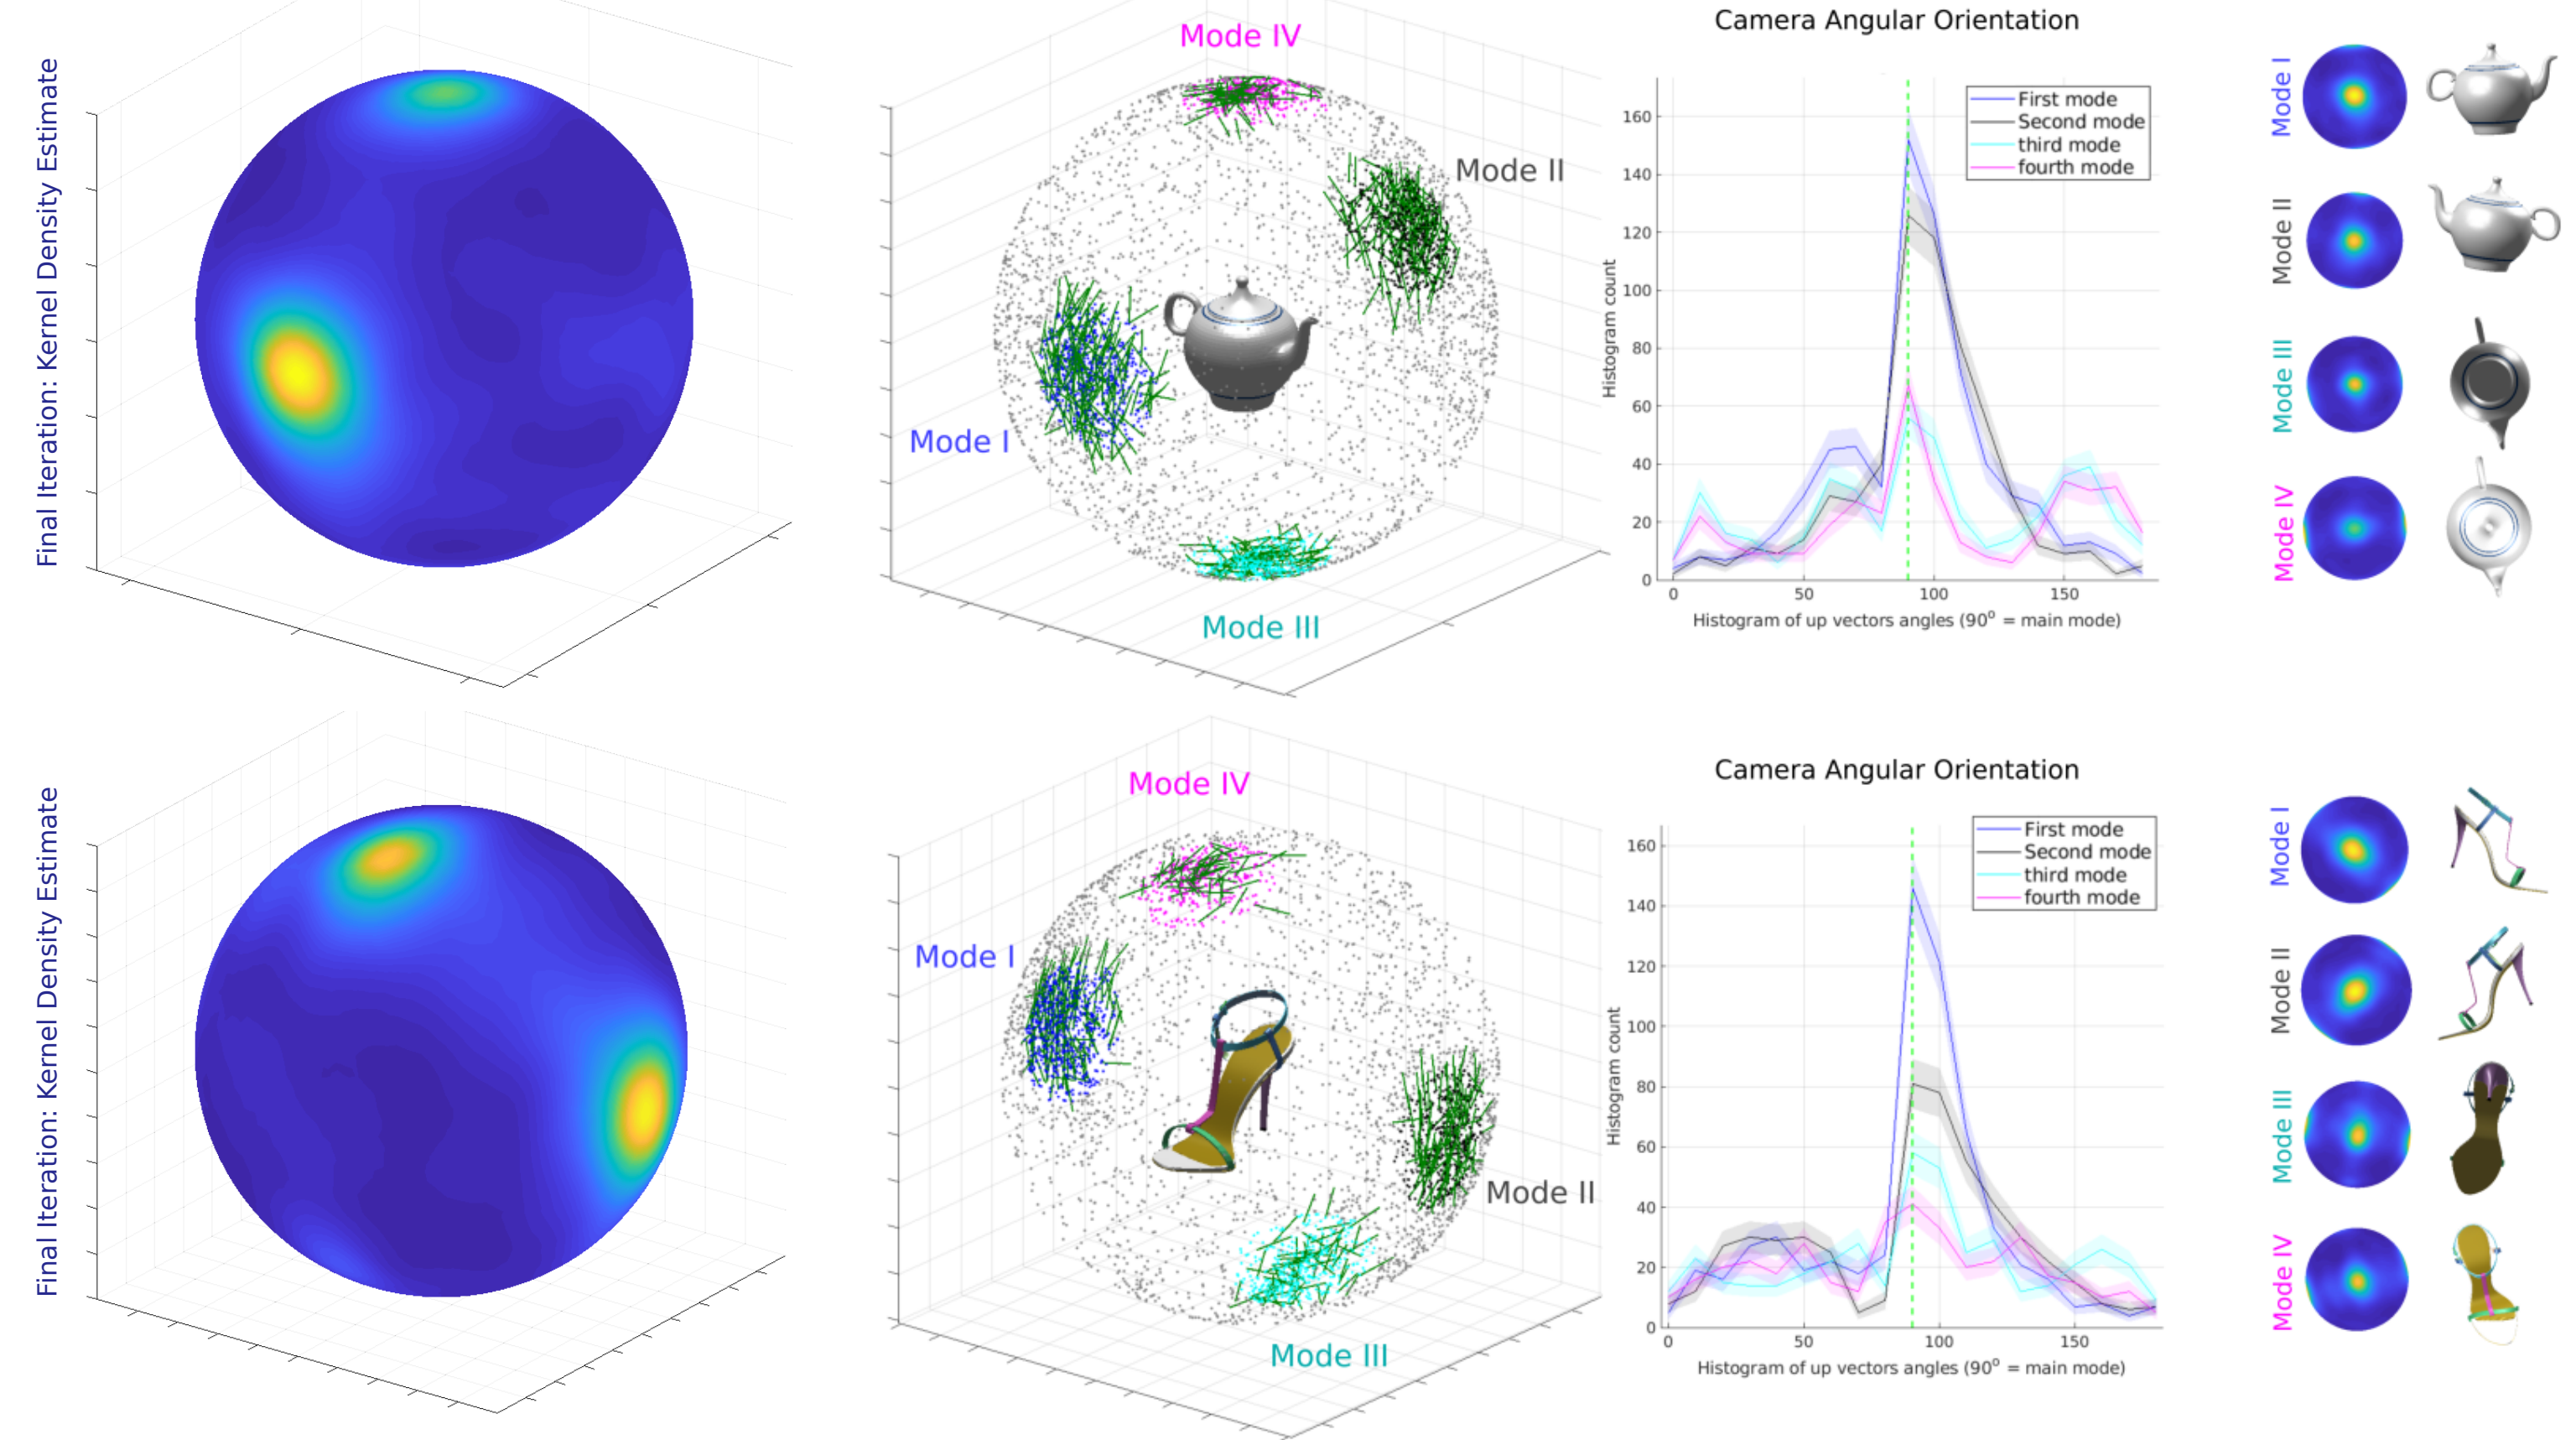 Final Iteration: Kernel Density Estimate
Mode IV
Mode II
Mode I
Mode III
Camera Angular Orientation
First mode
Second mode
third mode
fourth mode
160
140
120
100
80
60
40
20
0
Histogram count
0 50 100 150
Histogram of up vectors angles (90o = main mode)
Mode I
Mode II
Mode III
Mode IV
Final Iteration: Kernel Density Estimate
Mode IV
Mode I
Mode II
Mode III
Camera Angular Orientation
First mode
Second mode
third mode
fourth mode
160
140
120
100
80
60
40
20
0
Histogram count
0 50 100 150
Histogram of up vectors angles (90o = main mode)
Mode I
Mode II
Mode III
Mode IV